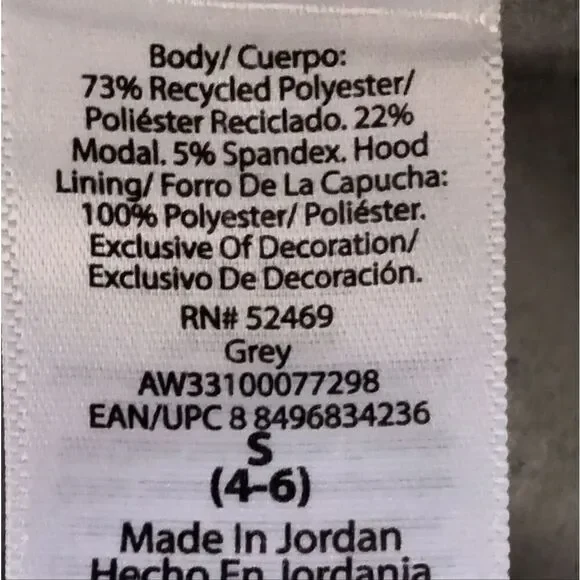 Body/ Cuerpo:
73% Recycled Polyester/
Poliéster Reciclado. 22%
Modal. 5% Spandex. Hood
Lining/ Forro De La Capucha:
100% Polyester/ Poliéster.
Exclusive Of Decoration/
Exclusivo De Decoración.
RN# 52469
Grey
AW33100077298
EAN/UPC 8 8496834236
S
(4-6)
Made In Jordan
Hecho En Jordania